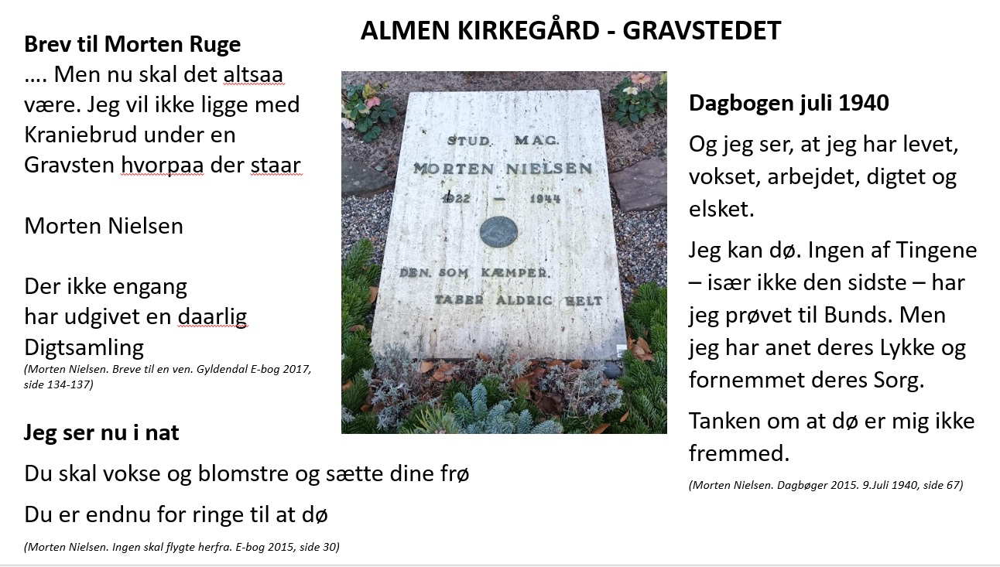 ALMEN KIRKEGÅRD - GRAVSTEDET
Brev til Morten Ruge
…. Men nu skal det altsaa
være. Jeg vil ikke ligge med
Kraniebrud under en
Gravsten hvorpaa der staar
Morten Nielsen
Der ikke engang
har udgivet en daarlig
Digtsamling
(Morten Nielsen. Breve til en ven. Gyldendal E-bog 2017,
side 134-137)
Jeg ser nu i nat
Du skal vokse og blomstre og sætte dine frø
Du er endnu for ringe til at dø
(Morten Nielsen. Ingen skal flygte herfra. E-bog 2015, side 30)
STUD. MAG.
MORTEN NIELSEN
1922 — 1944
DEN, SOM KÆMPER,
TABER ALDRIG HELT
Dagbogen juli 1940
Og jeg ser, at jeg har levet,
vokset, arbejdet, digtet og
elsket.
Jeg kan dø. Ingen af Tingene
– især ikke den sidste – har
jeg prøvet til Bunds. Men
jeg har anet deres Lykke og
fornemmet deres Sorg.
Tanken om at dø er mig ikke
fremmed.
(Morten Nielsen. Dagbøger 2015. 9.Juli 1940, side 67)